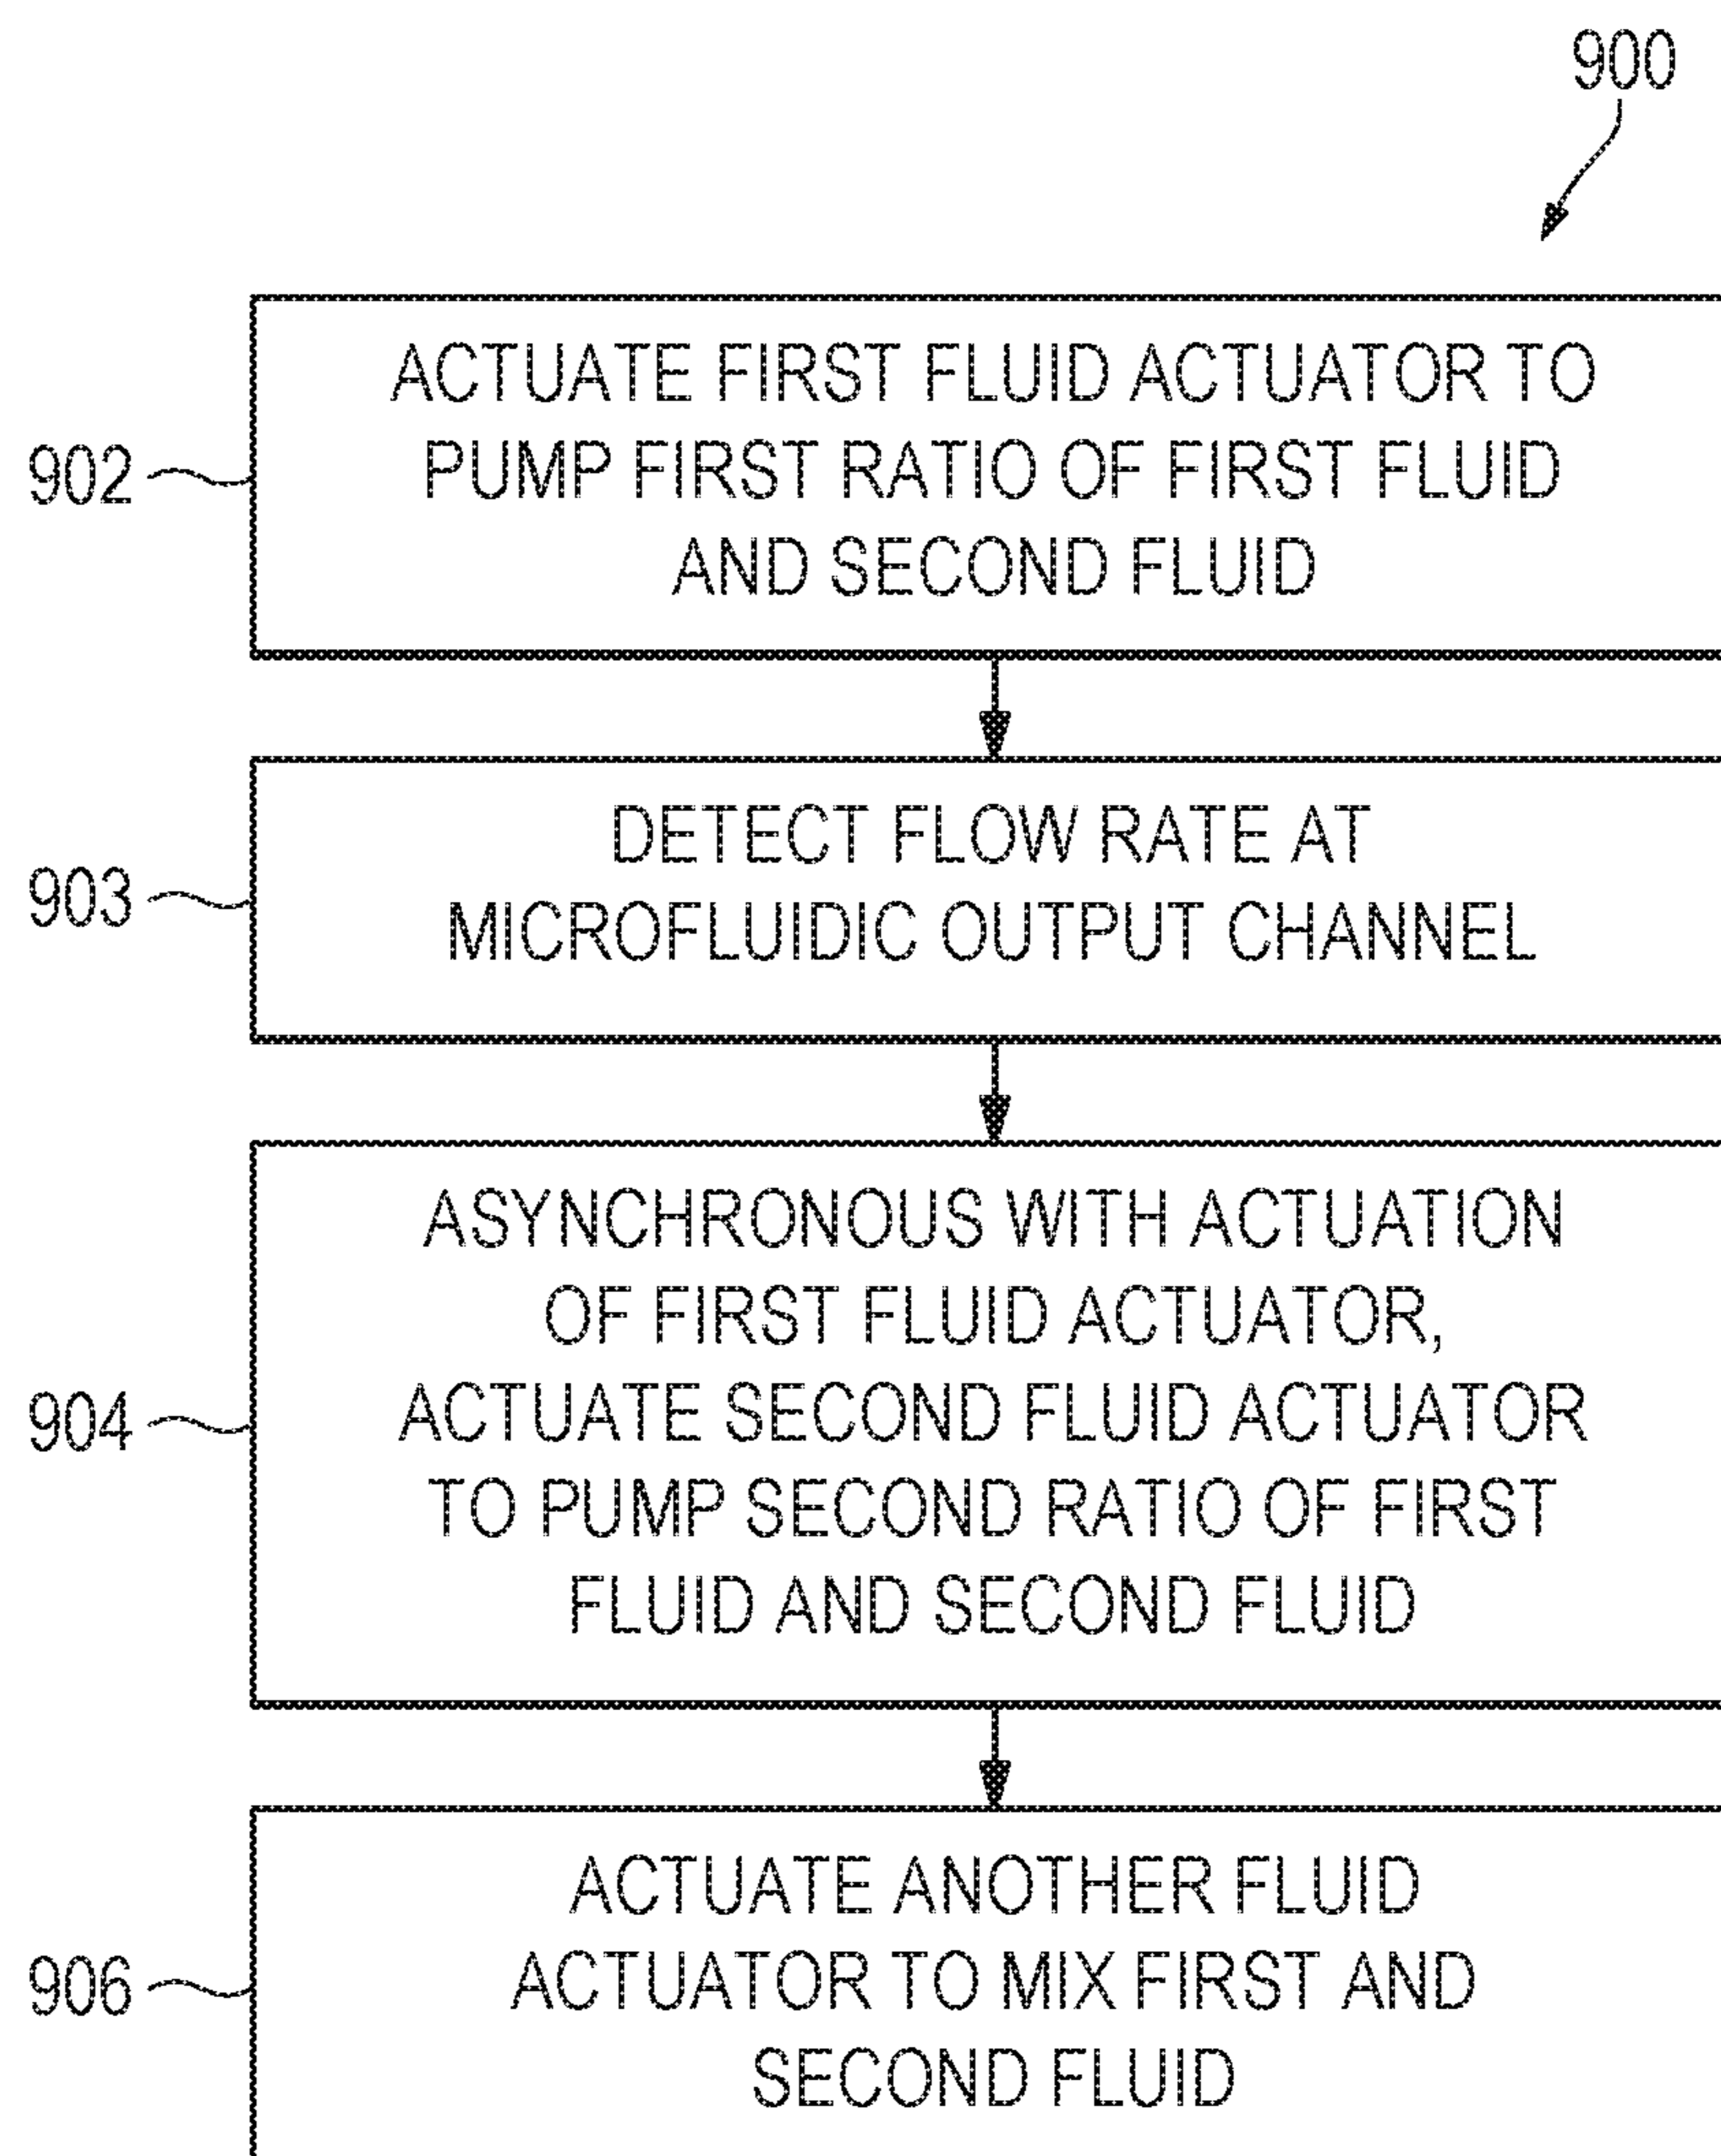 900
902
ACTUATE FIRST FLUID ACTUATOR TO
PUMP FIRST RATIO OF FIRST FLUID
AND SECOND FLUID
903
DETECT FLOW RATE AT
MICROFLUIDIC OUTPUT CHANNEL
904
ASYNCHRONOUS WITH ACTUATION
OF FIRST FLUID ACTUATOR,
ACTUATE SECOND FLUID ACTUATOR
TO PUMP SECOND RATIO OF FIRST
FLUID AND SECOND FLUID
906
ACTUATE ANOTHER FLUID
ACTUATOR TO MIX FIRST AND
SECOND FLUID